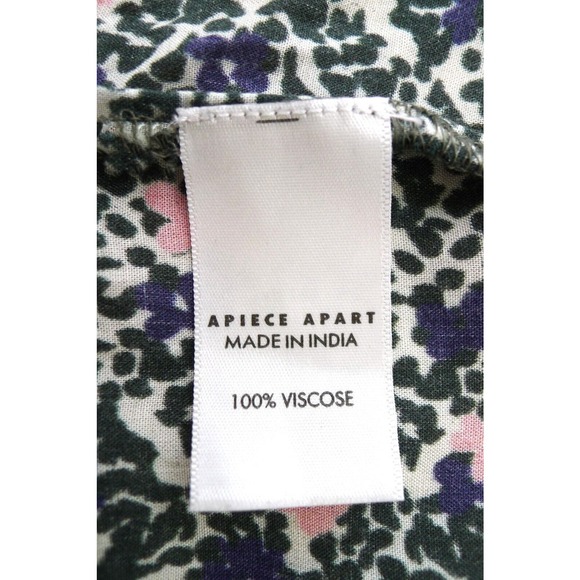 APIECE APART
MADE IN INDIA
100% VISCOSE